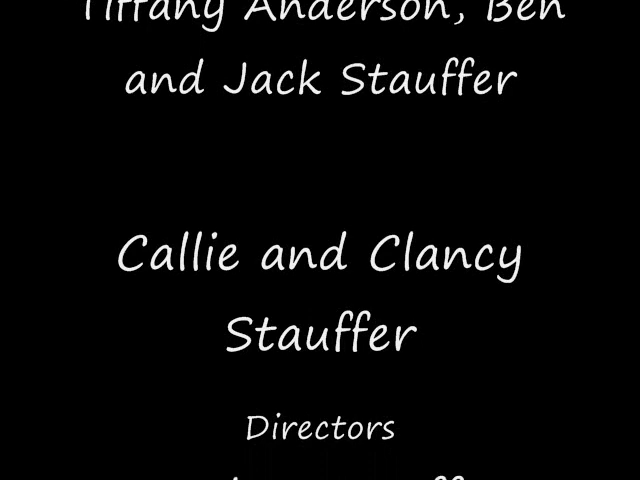 Tiffany Anderson, Ben
and Jack Stauffer
Callie and Clancy
Stauffer
Directors